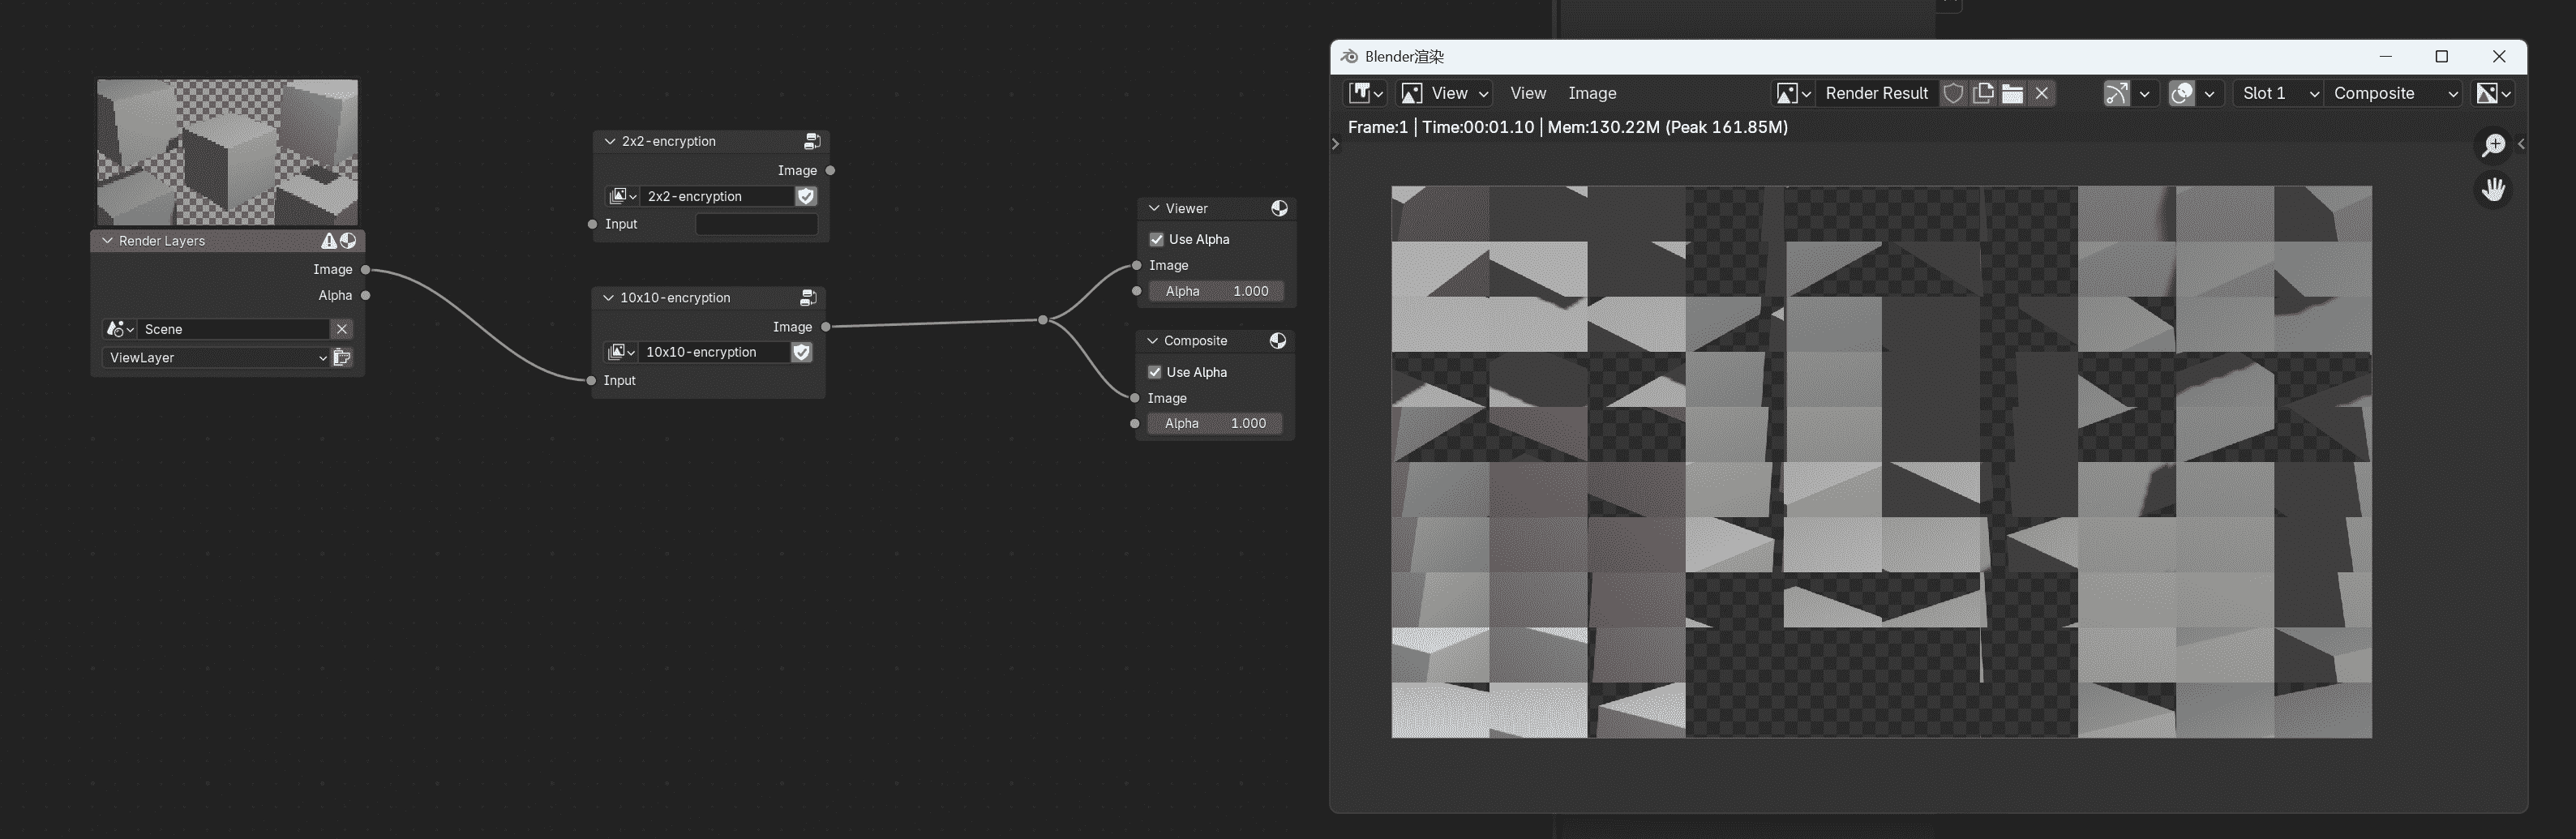 Render Layers
Image
Alpha
Scene
ViewLayer
2x2-encryption
Image
2x2-encryption
Input
10x10-encryption
Image
10x10-encryption
Input
Viewer
Use Alpha
Image
Alpha 1.000
Composite
Use Alpha
Image
Alpha 1.000
Blender渲染
View View Image Render Result Slot 1 Composite
Frame:1 | Time:00:01.10 | Mem:130.22M (Peak 161.85M)